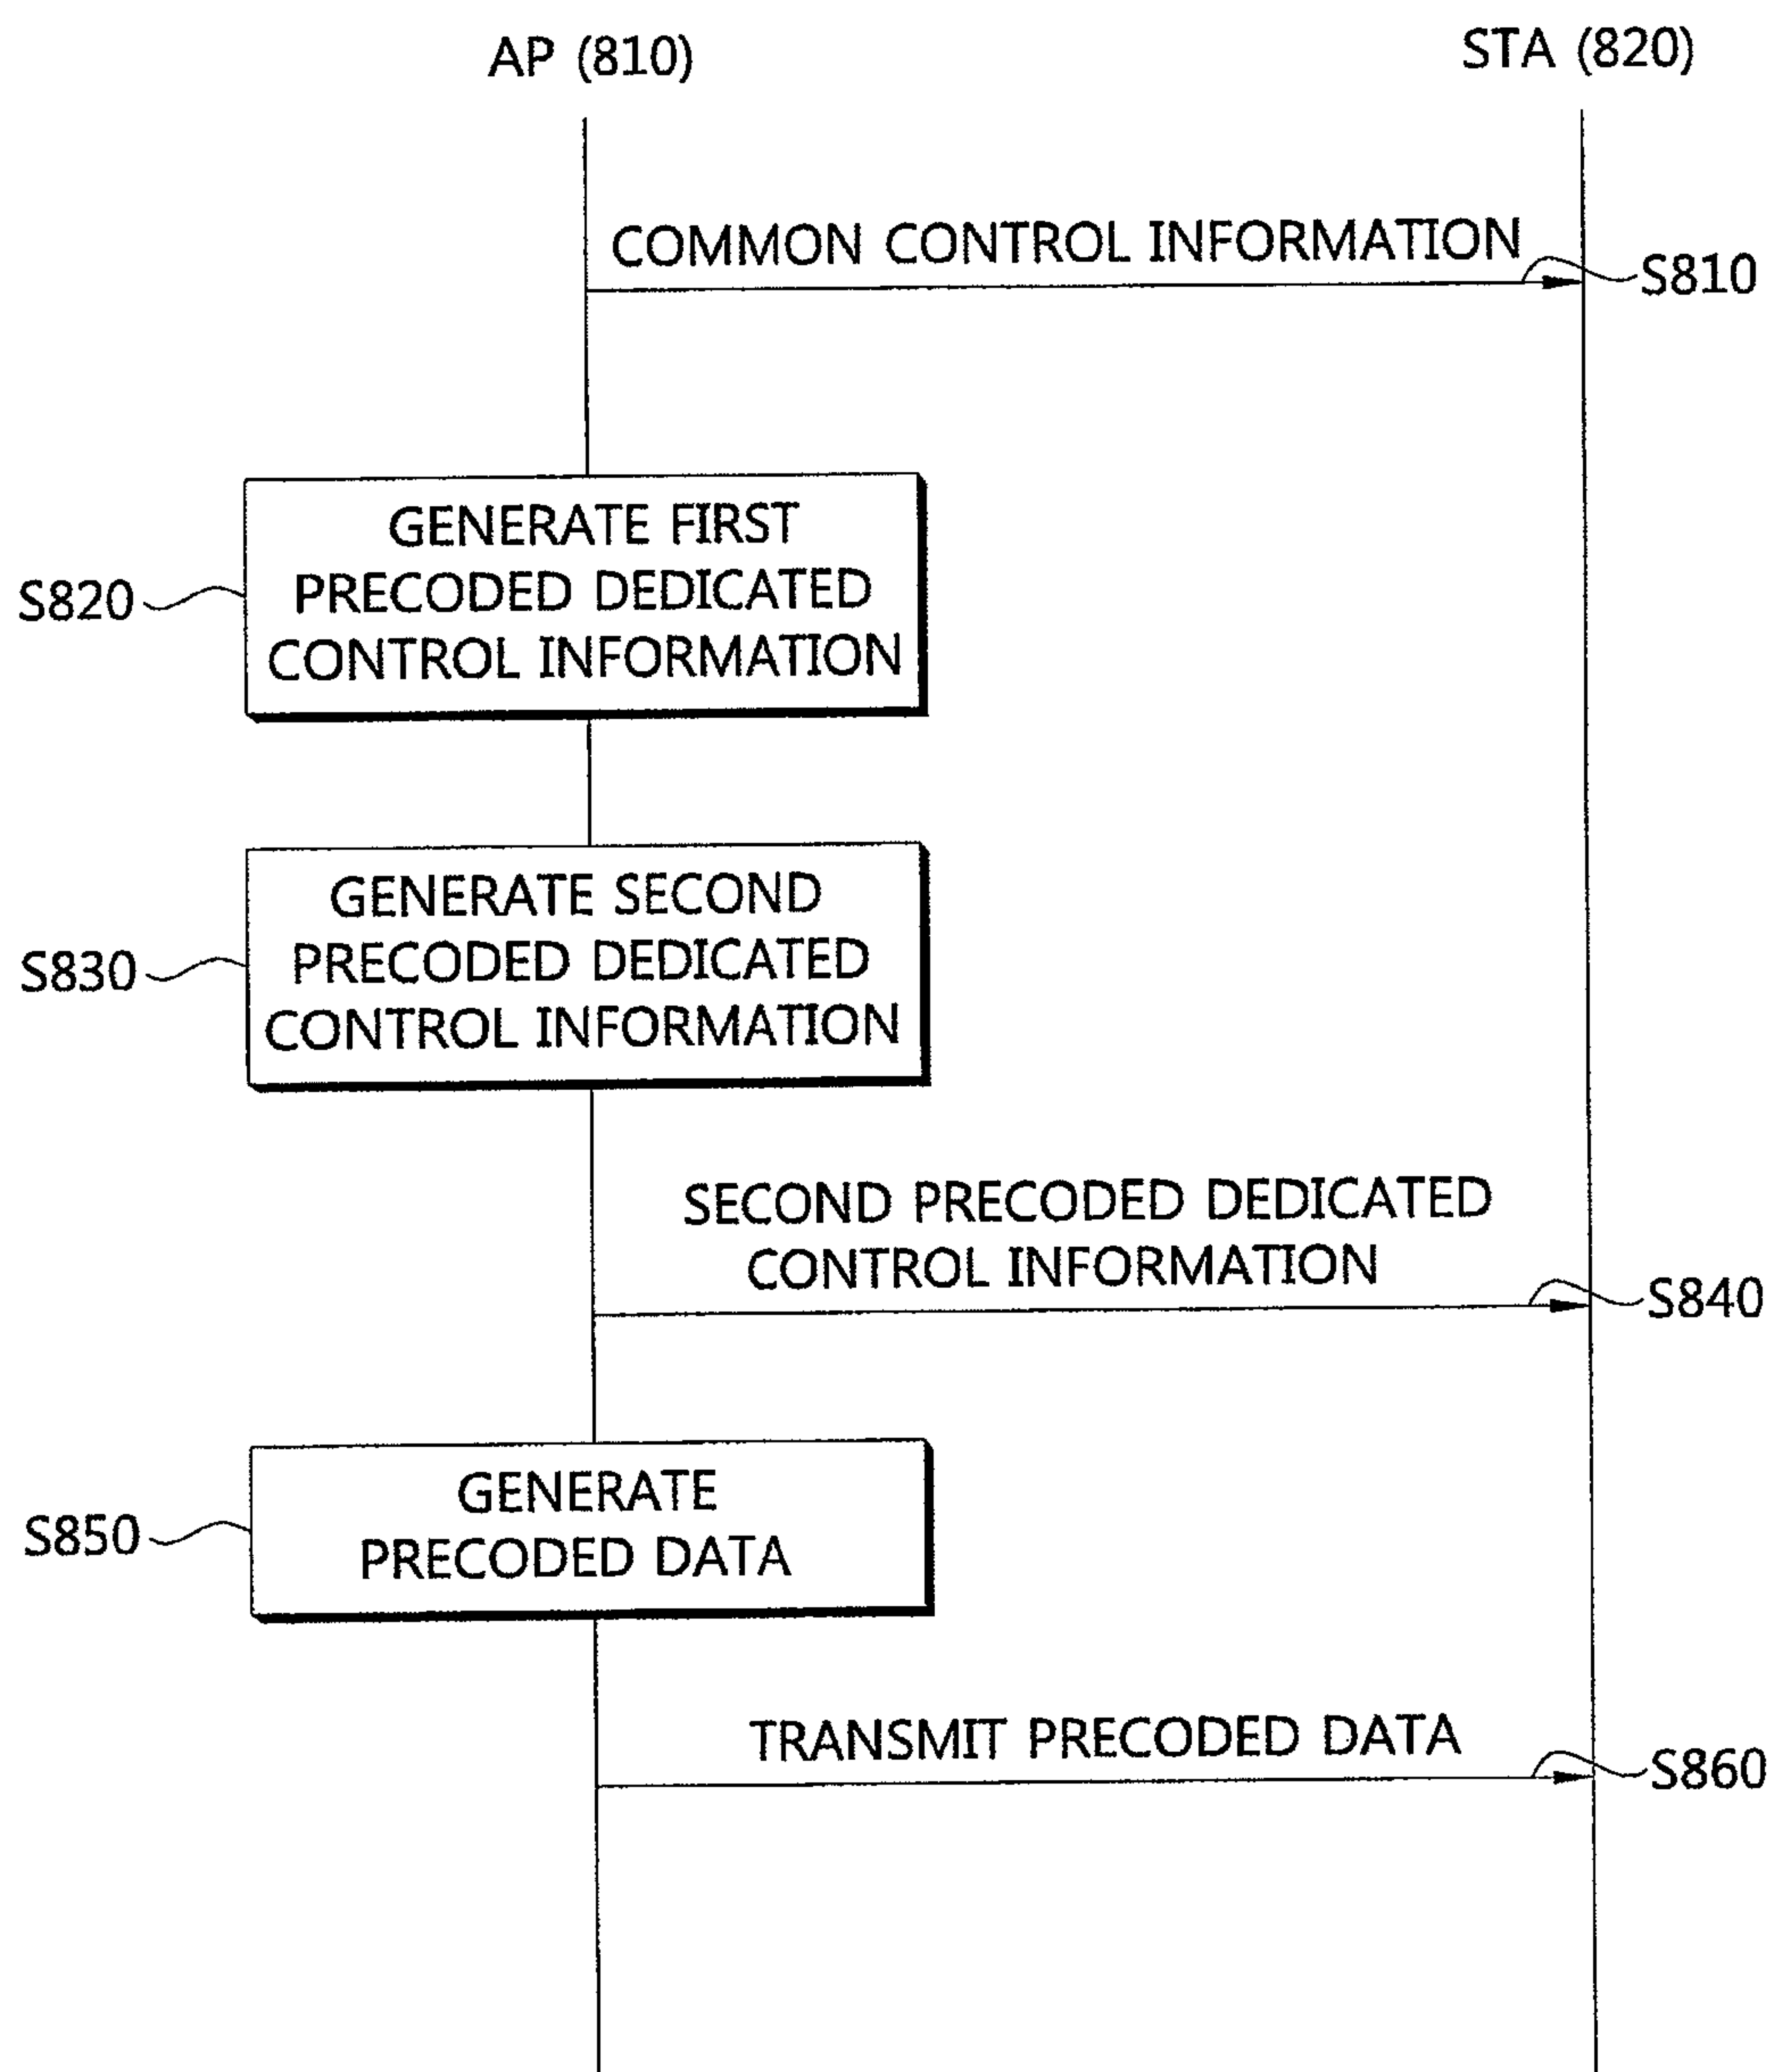 AP (810)
STA (820)
COMMON CONTROL INFORMATION
S810
GENERATE FIRST
PRECODED DEDICATED
CONTROL INFORMATION
S820
GENERATE SECOND
PRECODED DEDICATED
CONTROL INFORMATION
S830
SECOND PRECODED DEDICATED
CONTROL INFORMATION
S840
GENERATE
PRECODED DATA
S850
TRANSMIT PRECODED DATA
S860